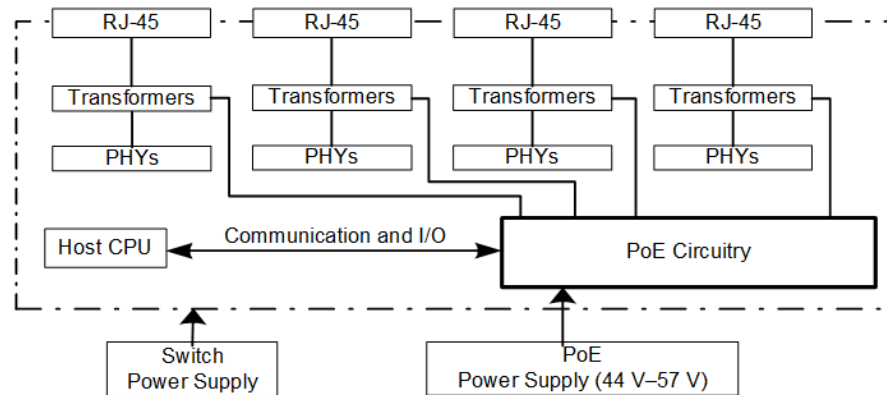 RJ-45
RJ-45
RJ-45
RJ-45
Transformers
Transformers
Transformers
Transformers
PHYs
PHYs
PHYs
PHYs
Host CPU
Communication and I/O
PoE Circuitry
Switch
Power Supply
PoE
Power Supply (44 V–57 V)